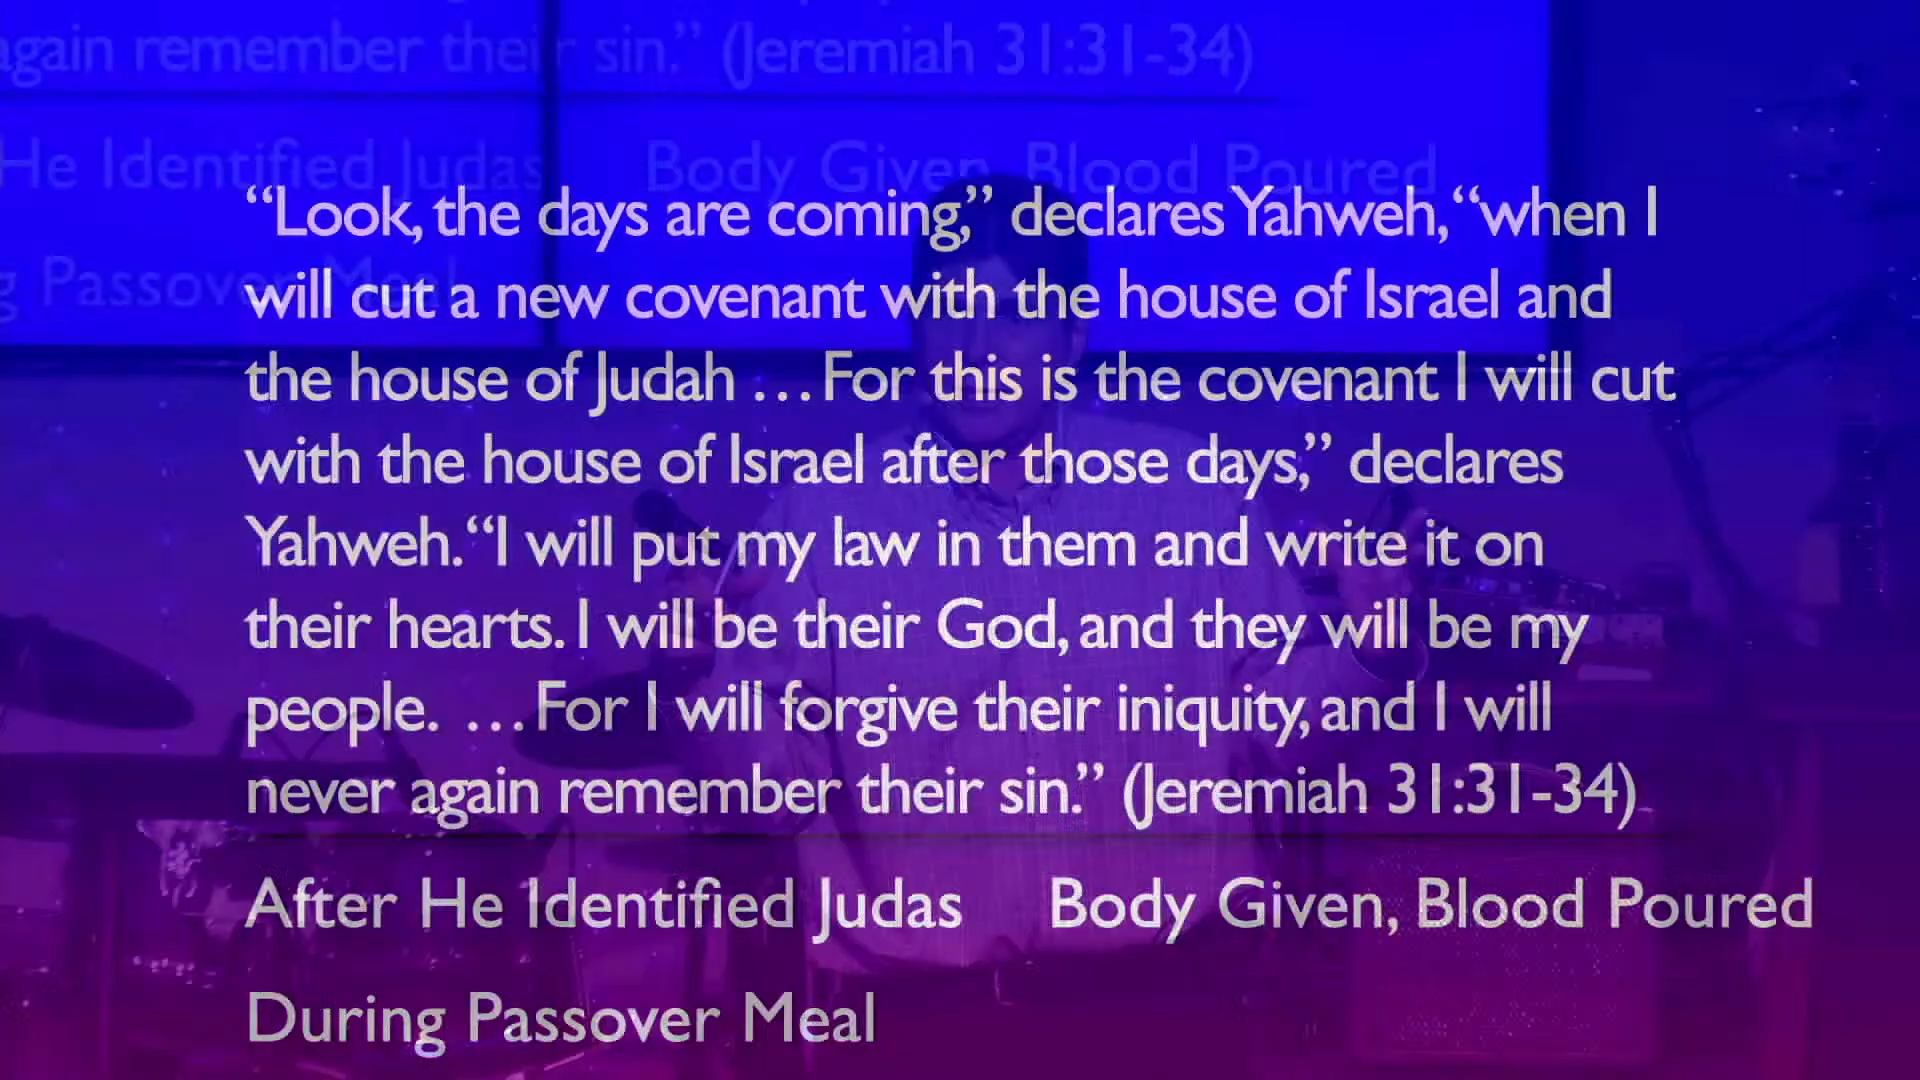 again remember their sin.” (Jeremiah 31:31-34)
He Identified Judas Body Given, Blood Poured
g Passover Meal
“Look, the days are coming,” declares Yahweh, “when I
will cut a new covenant with the house of Israel and
the house of Judah … For this is the covenant I will cut
with the house of Israel after those days,” declares
Yahweh. “I will put my law in them and write it on
their hearts. I will be their God, and they will be my
people. … For I will forgive their iniquity, and I will
never again remember their sin.” (Jeremiah 31:31-34)
After He Identified Judas Body Given, Blood Poured
During Passover Meal